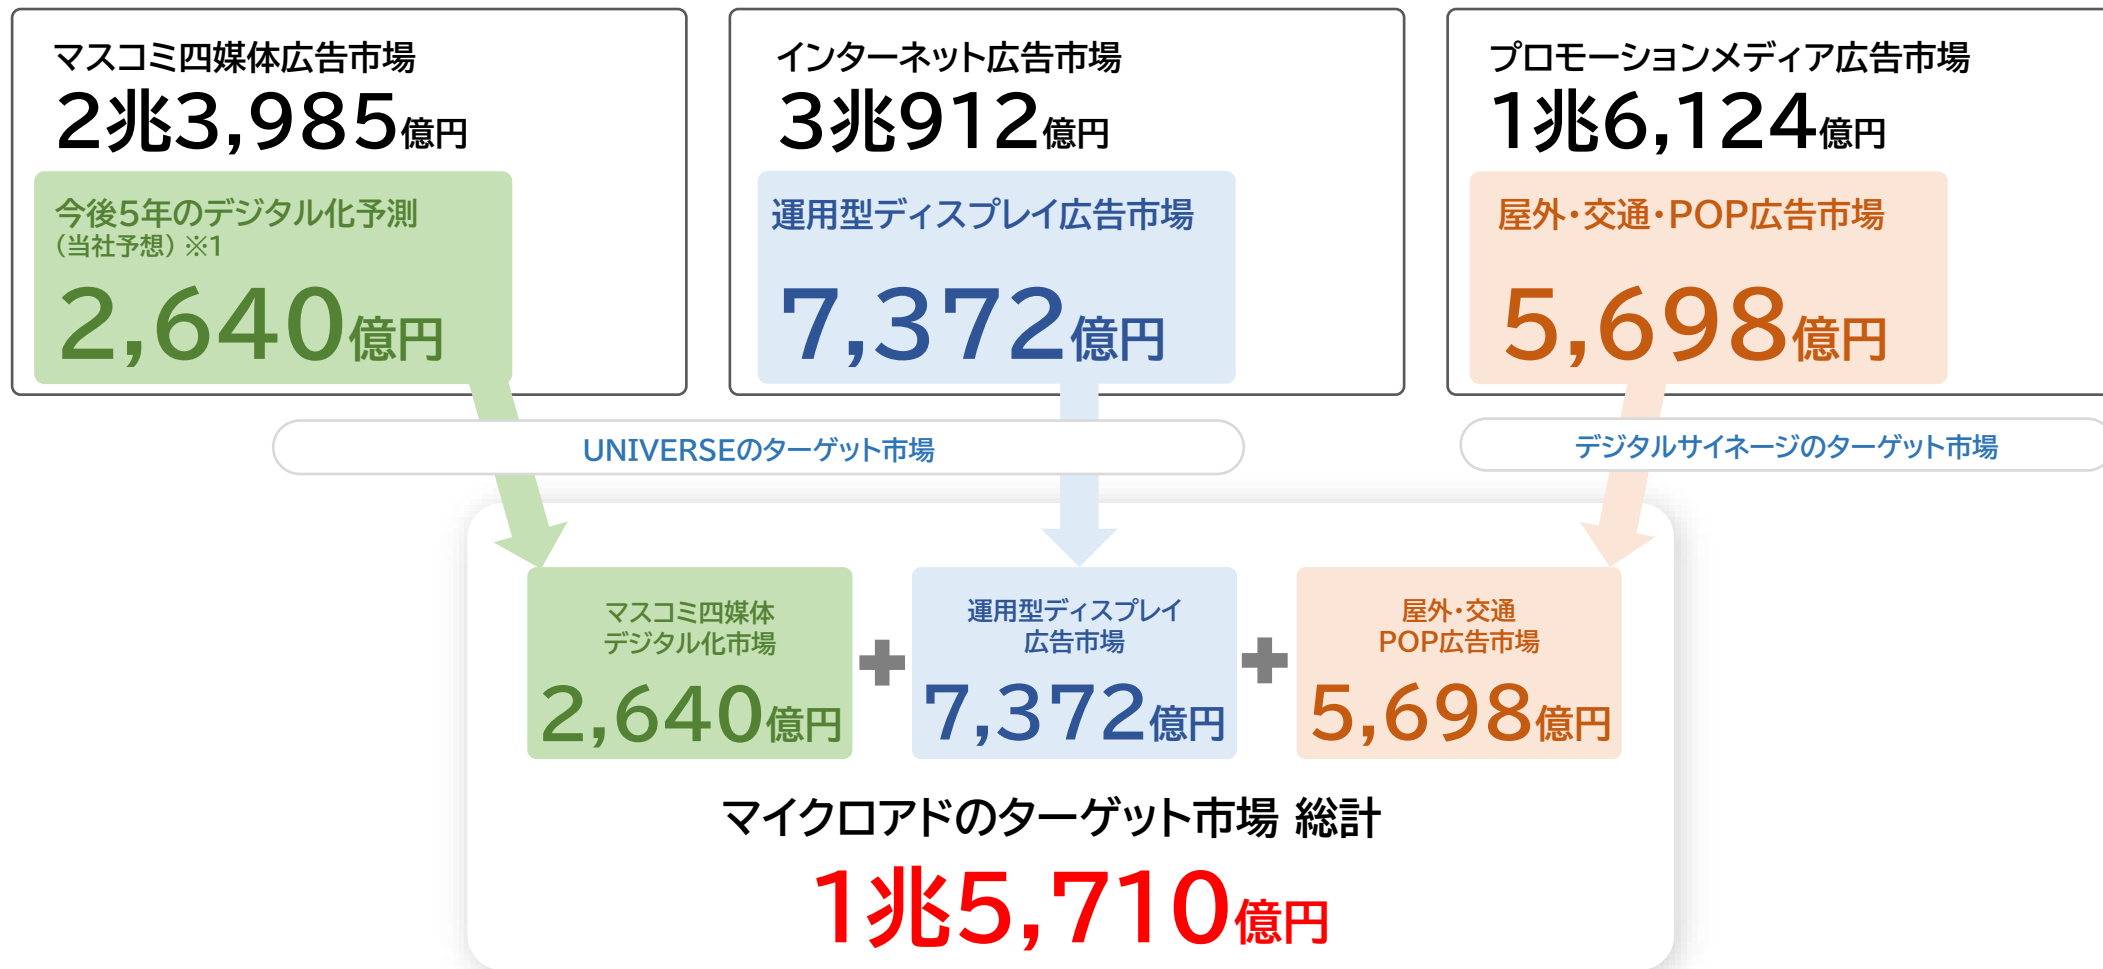 マスコミ四媒体広告市場
2兆3,985億円
今後5年のデジタル化予測
(当社予想) ※1
2,640億円
インターネット広告市場
3兆912億円
運用型ディスプレイ広告市場
7,372億円
プロモーションメディア広告市場
1兆6,124億円
屋外・交通・POP広告市場
5,698億円
UNIVERSEのターゲット市場
デジタルサイネージのターゲット市場
マスコミ四媒体
デジタル化市場
2,640億円
運用型ディスプレイ
広告市場
7,372億円
屋外・交通
POP広告市場
5,698億円
マイクロアドのターゲット市場 総計
1兆5,710億円